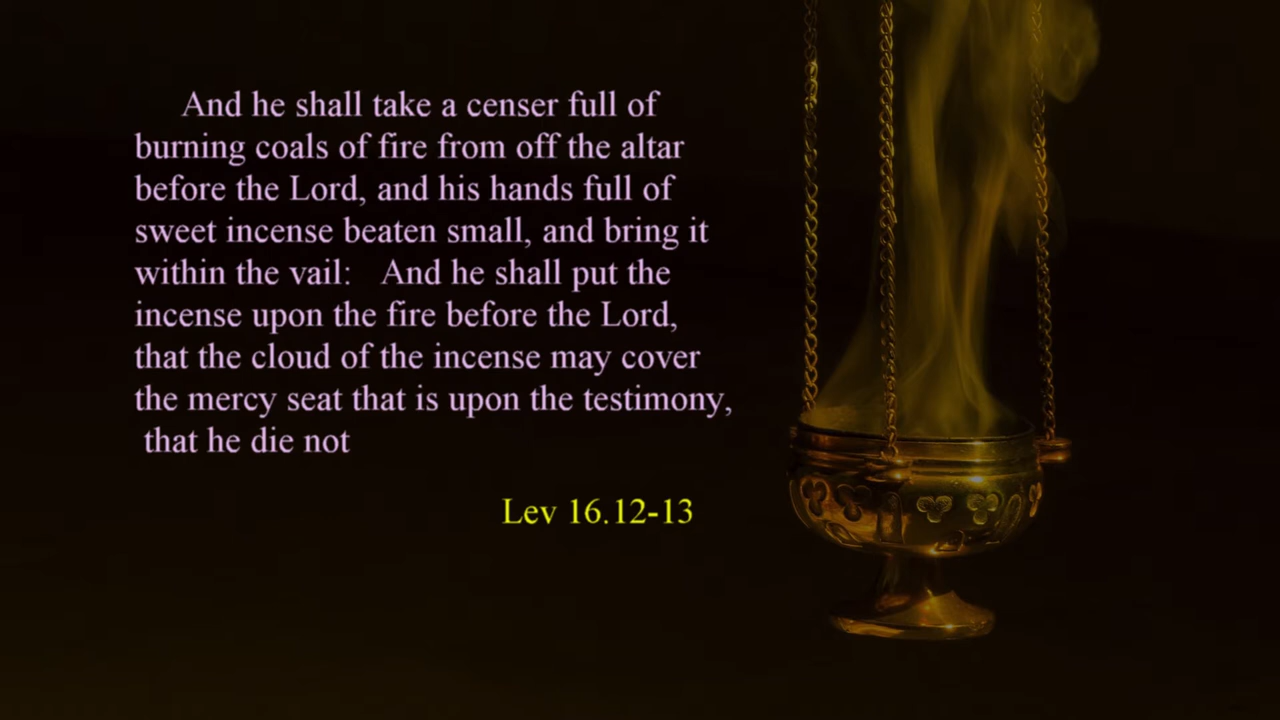 And he shall take a censer full of
burning coals of fire from off the altar
before the Lord, and his hands full of
sweet incense beaten small, and bring it
within the vail: And he shall put the
incense upon the fire before the Lord,
that the cloud of the incense may cover
the mercy seat that is upon the testimony,
that he die not
Lev 16.12-13